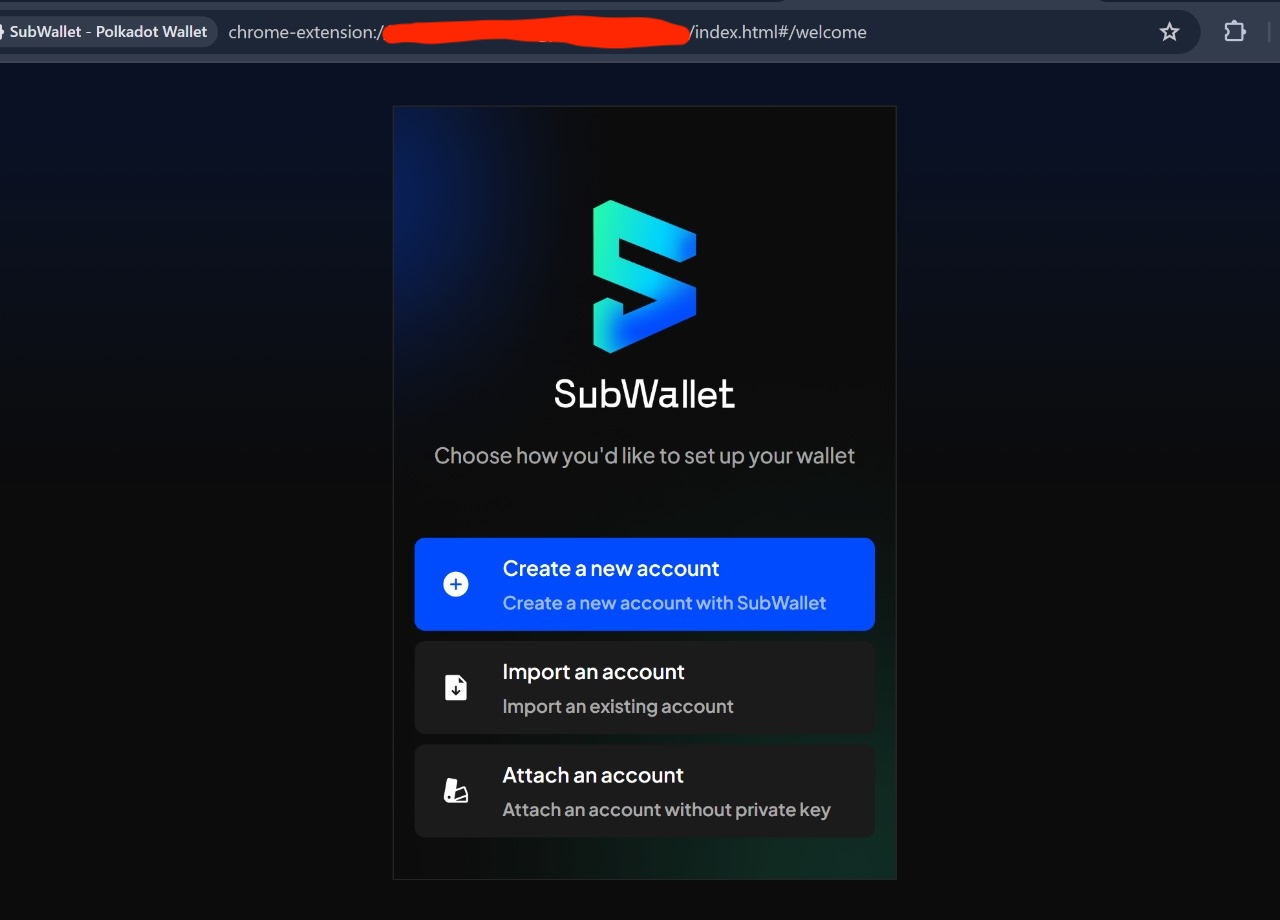 SubWallet - Polkadot Wallet
chrome-extension:/
/index.html#/welcome
SubWallet
Choose how you'd like to set up your wallet
Create a new account
Create a new account with SubWallet
Import an account
Import an existing account
Attach an account
Attach an account without private key